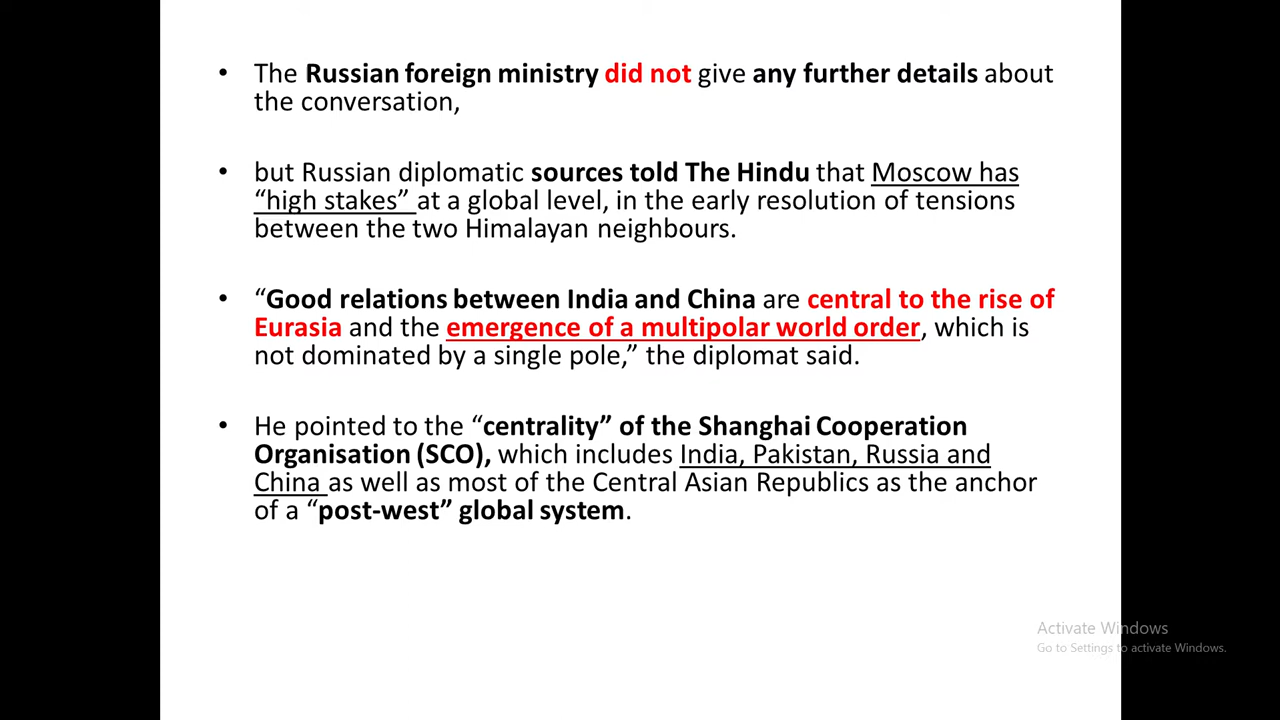 • The Russian foreign ministry did not give any further details about
the conversation,
• but Russian diplomatic sources told The Hindu that Moscow has
“high stakes” at a global level, in the early resolution of tensions
between the two Himalayan neighbours.
• “Good relations between India and China are central to the rise of
Eurasia and the emergence of a multipolar world order, which is
not dominated by a single pole,” the diplomat said.
• He pointed to the “centrality” of the Shanghai Cooperation
Organisation (SCO), which includes India, Pakistan, Russia and
China as well as most of the Central Asian Republics as the anchor
of a “post-west” global system.
Activate Windows
Go to Settings to activate Windows.